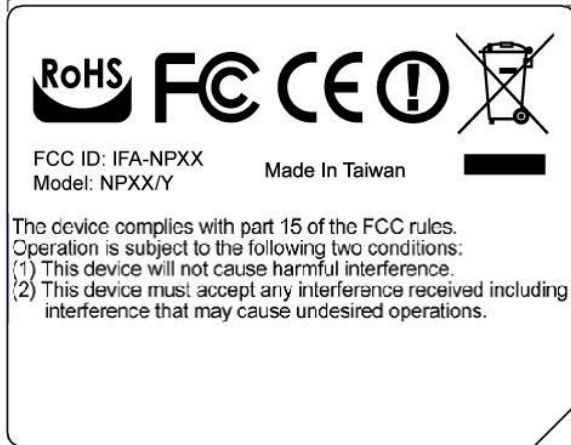 RoHS FC CE
FCC ID: IFA-NPXX
Model: NPXX/Y
Made In Taiwan
The device complies with part 15 of the FCC rules.
Operation is subject to the following two conditions:
(1) This device will not cause harmful interference.
(2) This device must accept any interference received including
interference that may cause undesired operations.